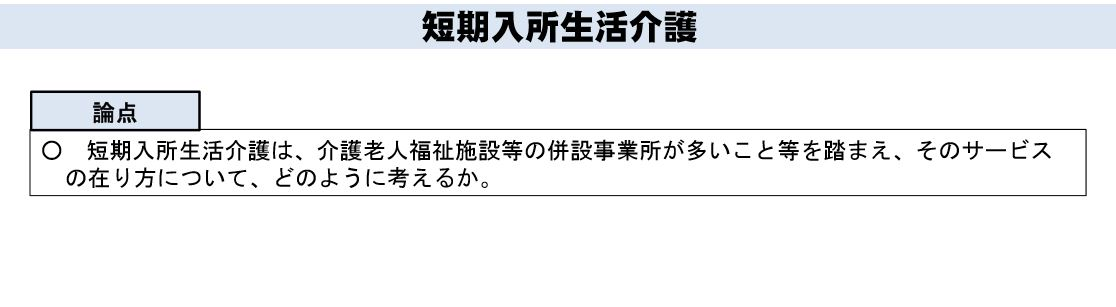 短期入所生活介護
論点
○　短期入所生活介護は、介護老人福祉施設等の併設事業所が多いこと等を踏まえ、そのサービス
の在り方について、どのように考えるか。